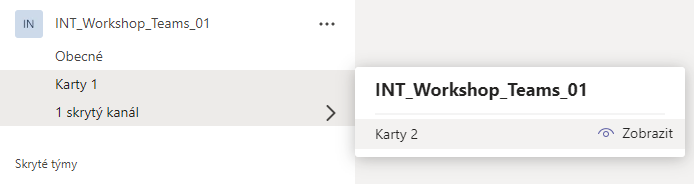 IN INT_Workshop_Teams_01 ...
Obecné
Karty 1
1 skrytý kanál
Skryté týmy
INT_Workshop_Teams_01
Karty 2 Zobrazit